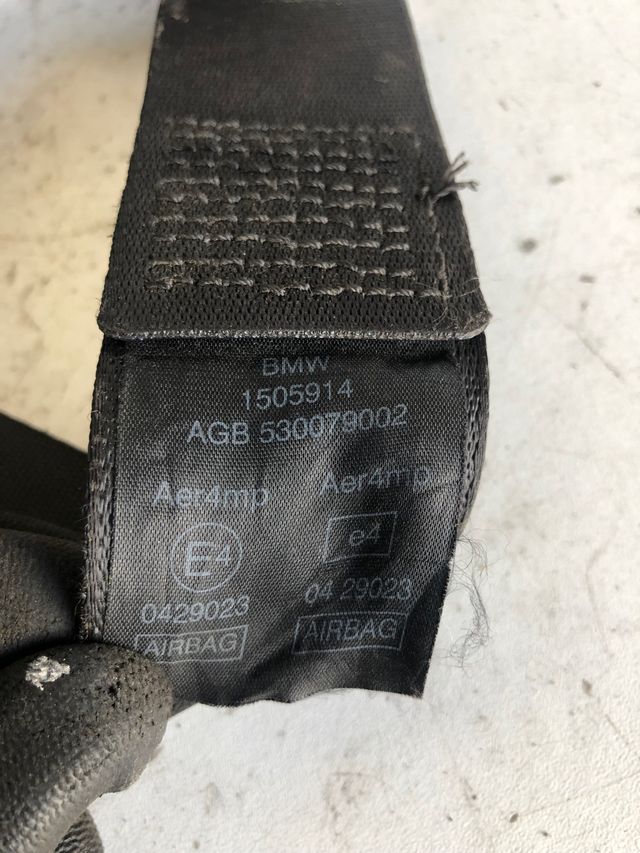 BMW
1505914
AGB 530079002
Aer4mp Aer4mp
E4 e4
0429023 04 29023
AIRBAG AIRBAG